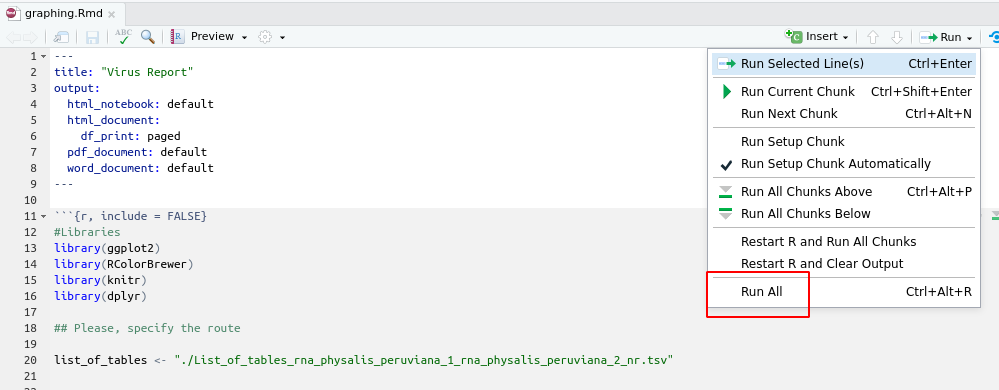 graphing.Rmd
ABC
Preview
Insert
Run
1 ---
2 title: "Virus Report"
3 output:
4   html_notebook: default
5   html_document:
6     df_print: paged
7   pdf_document: default
8   word_document: default
9 ---
10
11 ```{r, include = FALSE}
12 #Libraries
13 library(ggplot2)
14 library(RColorBrewer)
15 library(knitr)
16 library(dplyr)
17
18 ## Please, specify the route
19
20 list_of_tables <- "./List_of_tables_rna_physalis_peruviana_1_rna_physalis_peruviana_2_nr.tsv"
21
Run Selected Line(s) Ctrl+Enter
Run Current Chunk Ctrl+Shift+Enter
Run Next Chunk Ctrl+Alt+N
Run Setup Chunk
Run Setup Chunk Automatically
Run All Chunks Above Ctrl+Alt+P
Run All Chunks Below
Restart R and Run All Chunks
Restart R and Clear Output
Run All Ctrl+Alt+R